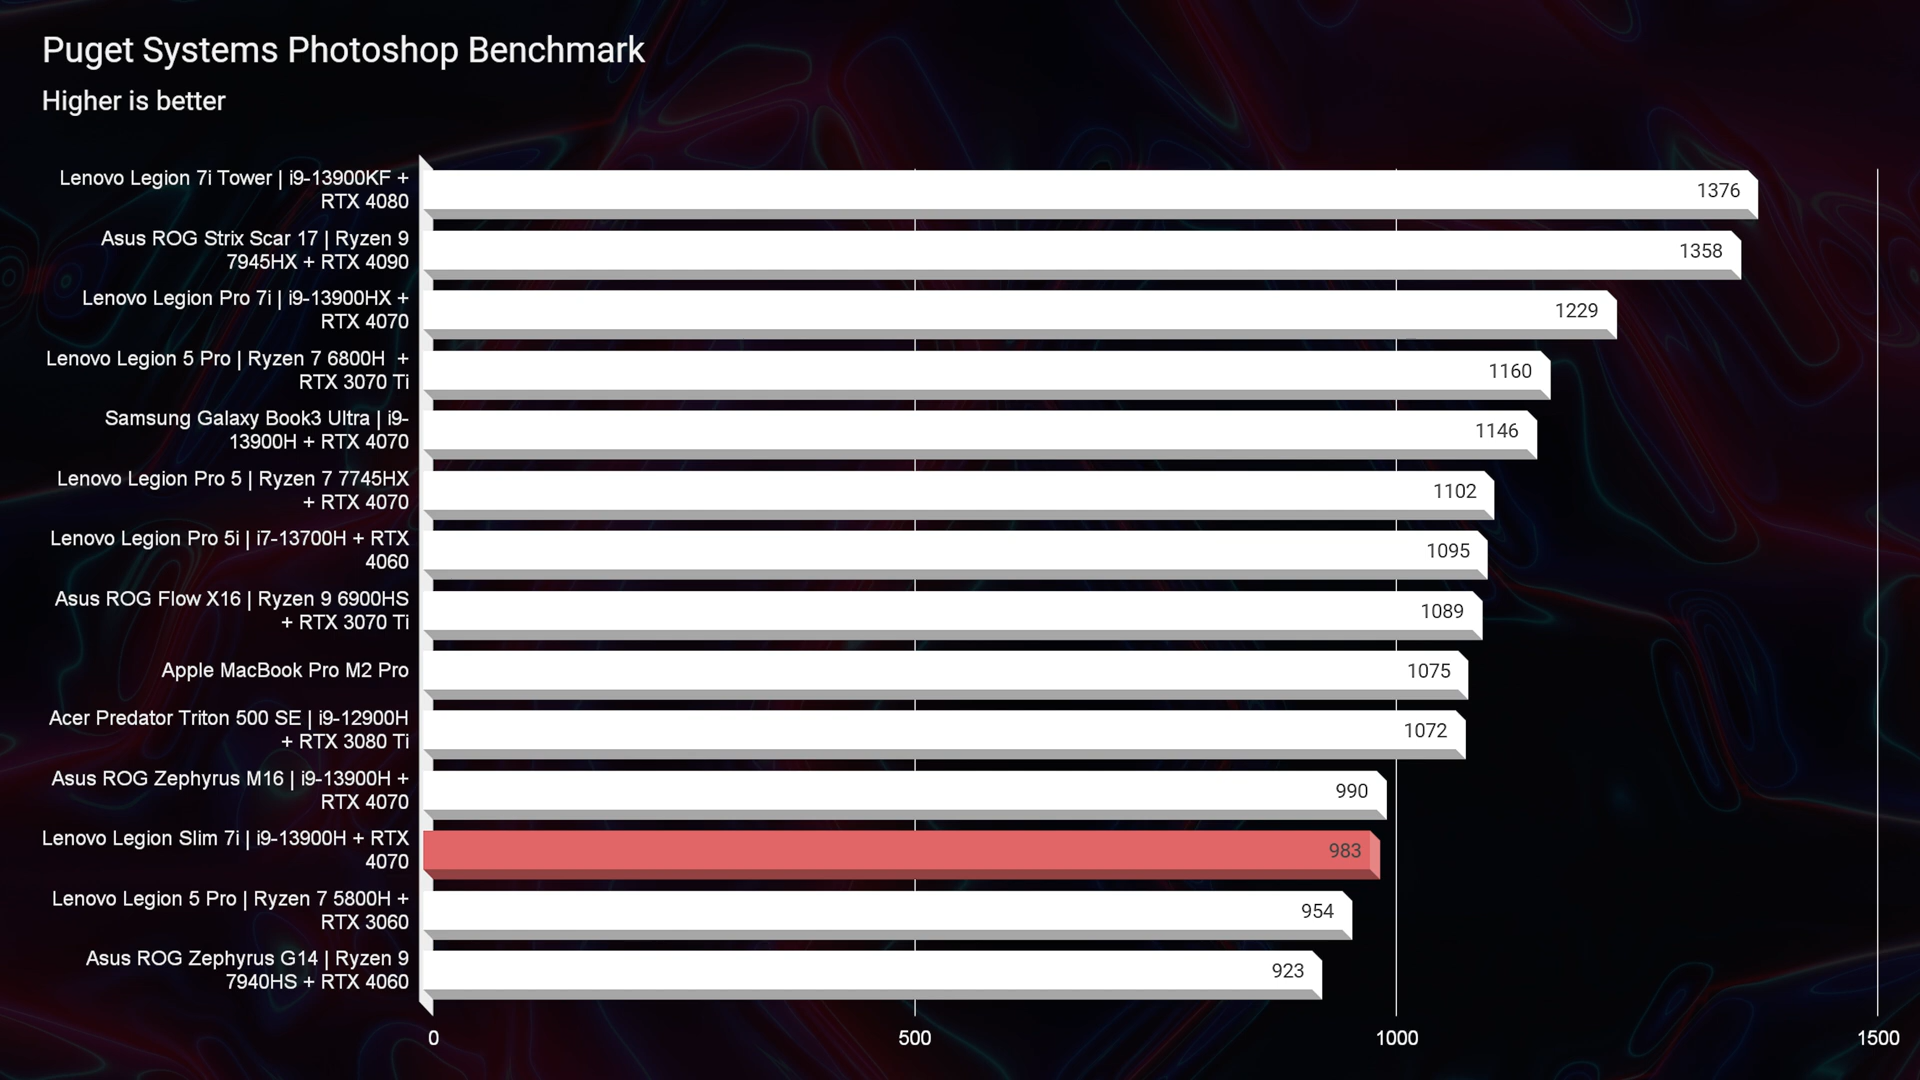 Puget Systems Photoshop Benchmark
Higher is better
Lenovo Legion 7i Tower | i9-13900KF +
RTX 4080
1376
Asus ROG Strix Scar 17 | Ryzen 9
7945HX + RTX 4090
1358
Lenovo Legion Pro 7i | i9-13900HX +
RTX 4070
1229
Lenovo Legion 5 Pro | Ryzen 7 6800H +
RTX 3070 Ti
1160
Samsung Galaxy Book3 Ultra | i9-
13900H + RTX 4070
1146
Lenovo Legion Pro 5 | Ryzen 7 7745HX
+ RTX 4070
1102
Lenovo Legion Pro 5i | i7-13700H + RTX
4060
1095
Asus ROG Flow X16 | Ryzen 9 6900HS
+ RTX 3070 Ti
1089
Apple MacBook Pro M2 Pro
1075
Acer Predator Triton 500 SE | i9-12900H
+ RTX 3080 Ti
1072
Asus ROG Zephyrus M16 | i9-13900H +
RTX 4070
990
Lenovo Legion Slim 7i | i9-13900H + RTX
4070
983
Lenovo Legion 5 Pro | Ryzen 7 5800H +
RTX 3060
954
Asus ROG Zephyrus G14 | Ryzen 9
7940HS + RTX 4060
923
0
500
1000
1500